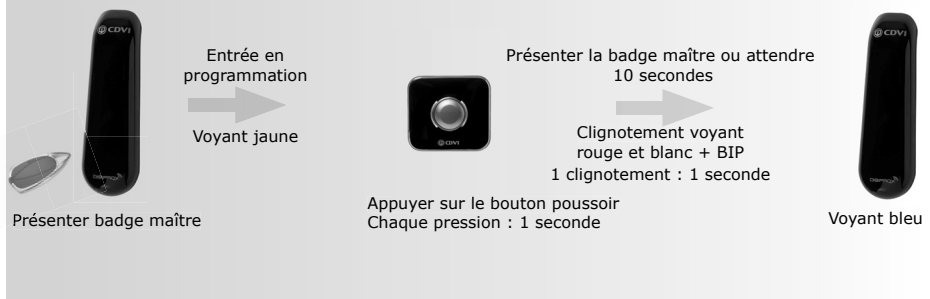 CDVI
Présenter badge maître
Entrée en
programmation
Voyant jaune
CDVI
Appuyer sur le bouton poussoir
Chaque pression : 1 seconde
Présenter la badge maître ou attendre
10 secondes
Clignotement voyant
rouge et blanc + BIP
1 clignotement : 1 seconde
CDVI
Voyant bleu